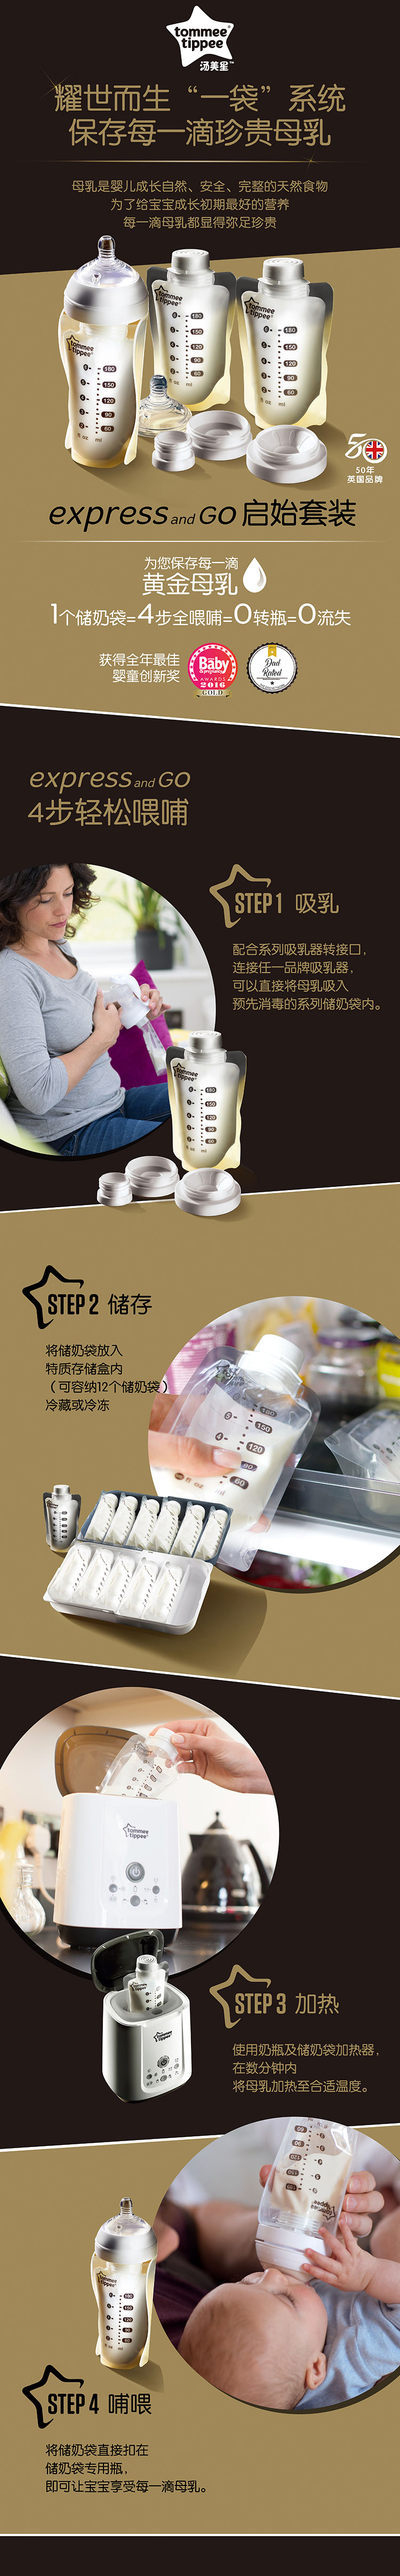 tommee
tippee
汤美星™
耀世而生“一袋”系统
保存每一滴珍贵母乳
母乳是婴儿成长自然、安全、完整的天然食物
为了给宝宝成长初期最好的营养
每一滴母乳都显得弥足珍贵
50
50年
英国品牌
express and GO 启始套装
为您保存每一滴
黄金母乳
1个储奶袋=4步全喂哺=0转瓶=0流失
获得全年最佳
婴童创新奖
Baby
AWARDS
2016
GOLD
Dad
Rated
express and GO
4步轻松喂哺
STEP 1 吸乳
配合系列吸乳器转接口，
连接任一品牌吸乳器，
可以直接将母乳吸入
预先消毒的系列储奶袋内。
STEP 2 储存
将储奶袋放入
特质存储盒内
（可容纳12个储奶袋）
冷藏或冷冻
STEP 3 加热
使用奶瓶及储奶袋加热器，
在数分钟内
将母乳加热至合适温度。
STEP 4 哺喂
将储奶袋直接扣在
储奶袋专用瓶，
即可让宝宝享受每一滴母乳。